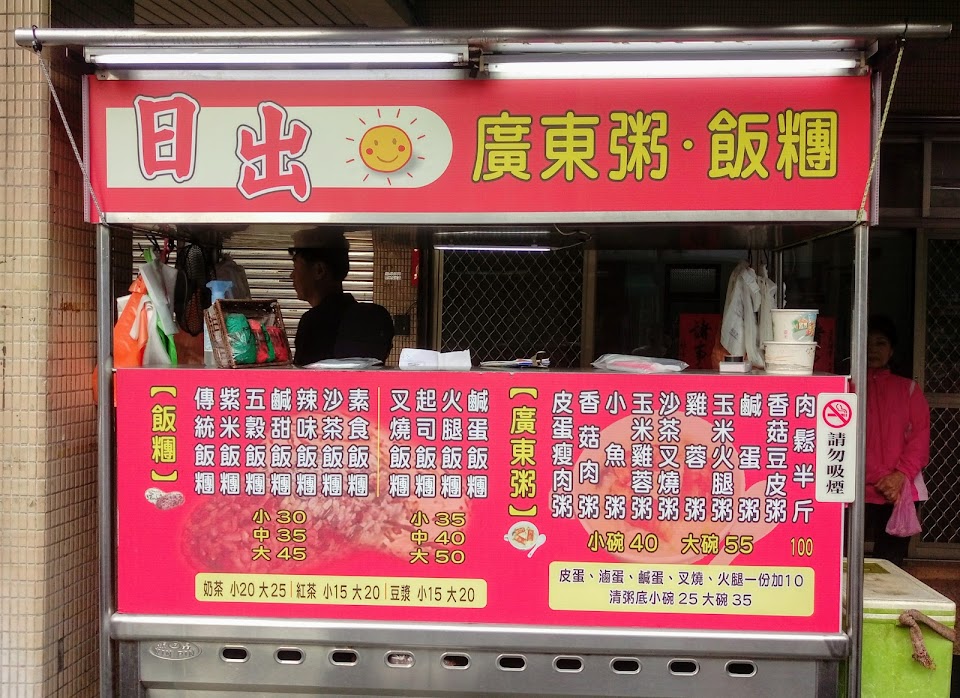 日出
廣東粥·飯糰
【飯糰】
傳統飯糰
紫米飯糰
五穀飯糰
鹹甜飯糰
辣味飯糰
沙茶飯糰
素食飯糰
小30
中35
大45
叉燒飯糰
起司飯糰
火腿飯糰
鹹蛋飯糰
小35
中40
大50
奶茶 小20大25|紅茶 小15大20|豆漿 小15大20
【廣東粥】
皮蛋瘦肉粥
香菇肉粥
小魚粥
玉米雞蓉粥
沙茶叉燒粥
雞蓉粥
玉米火腿粥
鹹蛋粥
香菇豆皮粥
小碗40 大碗55
肉鬆半斤
100
皮蛋、滷蛋、鹹蛋、叉燒、火腿一份加10
清粥底小碗25大碗35
請勿吸煙